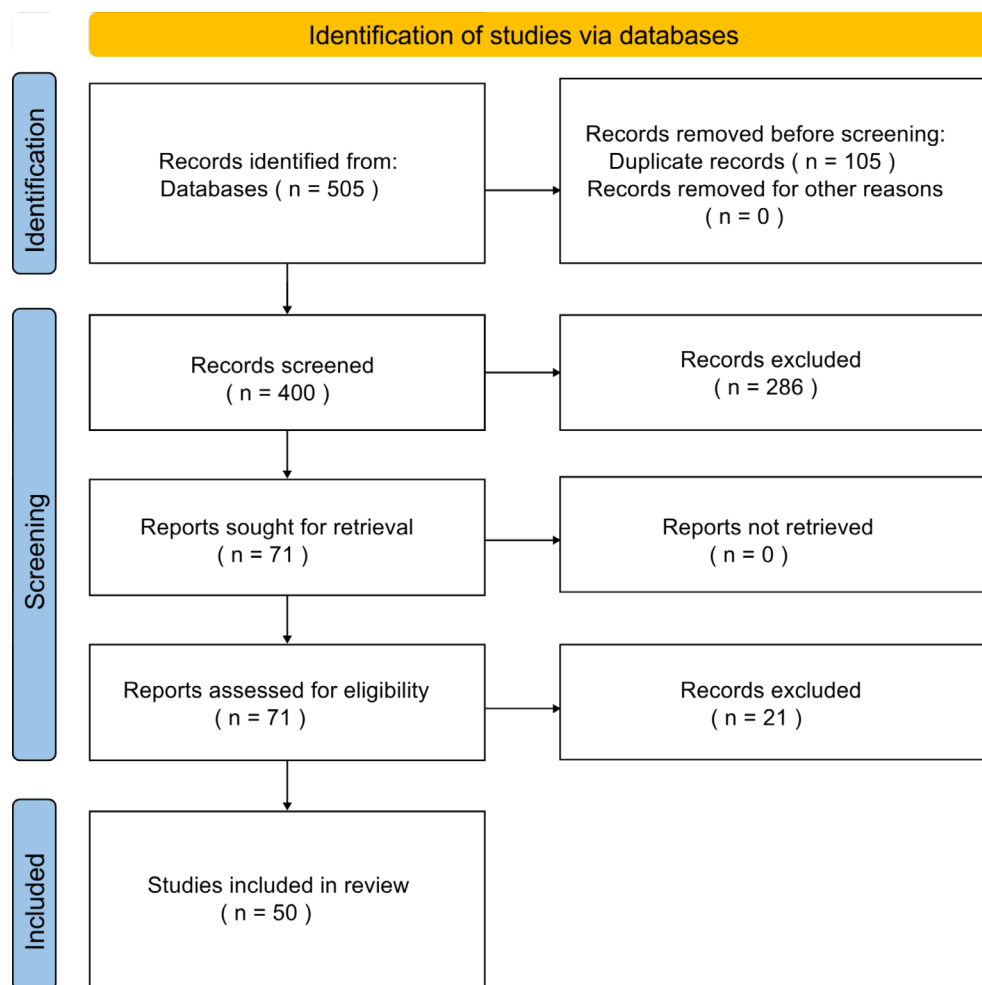 Identification of studies via databases
Identification
Records identified from:
Databases ( n = 505 )
Records removed before screening:
Duplicate records ( n = 105 )
Records removed for other reasons
( n = 0 )
Screening
Records screened
( n = 400 )
Records excluded
( n = 286 )
Reports sought for retrieval
( n = 71 )
Reports not retrieved
( n = 0 )
Reports assessed for eligibility
( n = 71 )
Records excluded
( n = 21 )
Included
Studies included in review
( n = 50 )